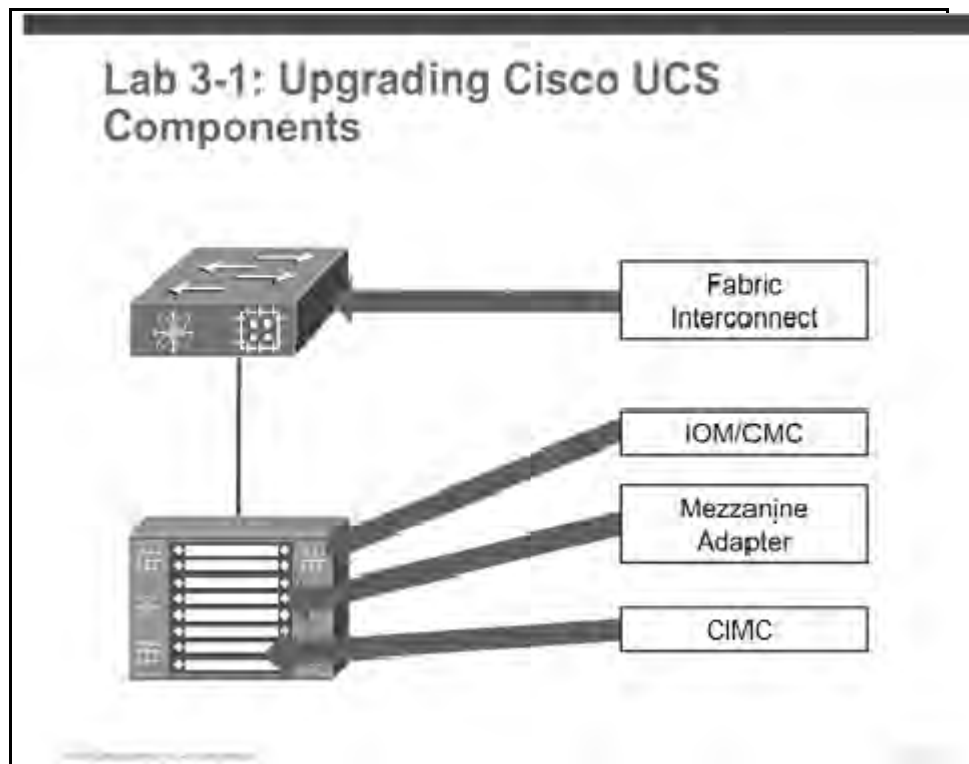 Lab 3-1: Upgrading Cisco UCS
Components
Fabric
Interconnect
IOM/CMC
Mezzanine
Adapter
CIMC